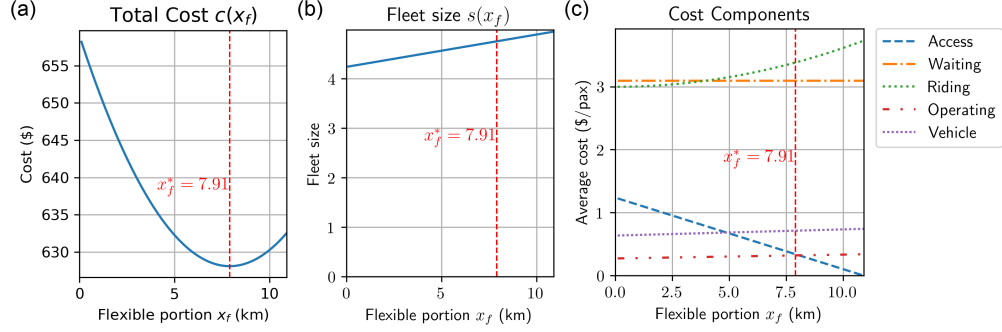 (a)
Total Cost c(x_f)
Cost ($)
655
650
645
640
635
630
x_f^* = 7.91
0
5
10
Flexible portion x_f (km)
(b)
Fleet size s(x_f)
Fleet size
4
3
2
1
0
x_f^* = 7.91
0
5
10
Flexible portion x_f (km)
(c)
Cost Components
Average cost ($/pax)
3
2
1
0
x_f^* = 7.91
0.0
2.5
5.0
7.5
10.0
Flexible portion x_f (km)
Access
Waiting
Riding
Operating
Vehicle